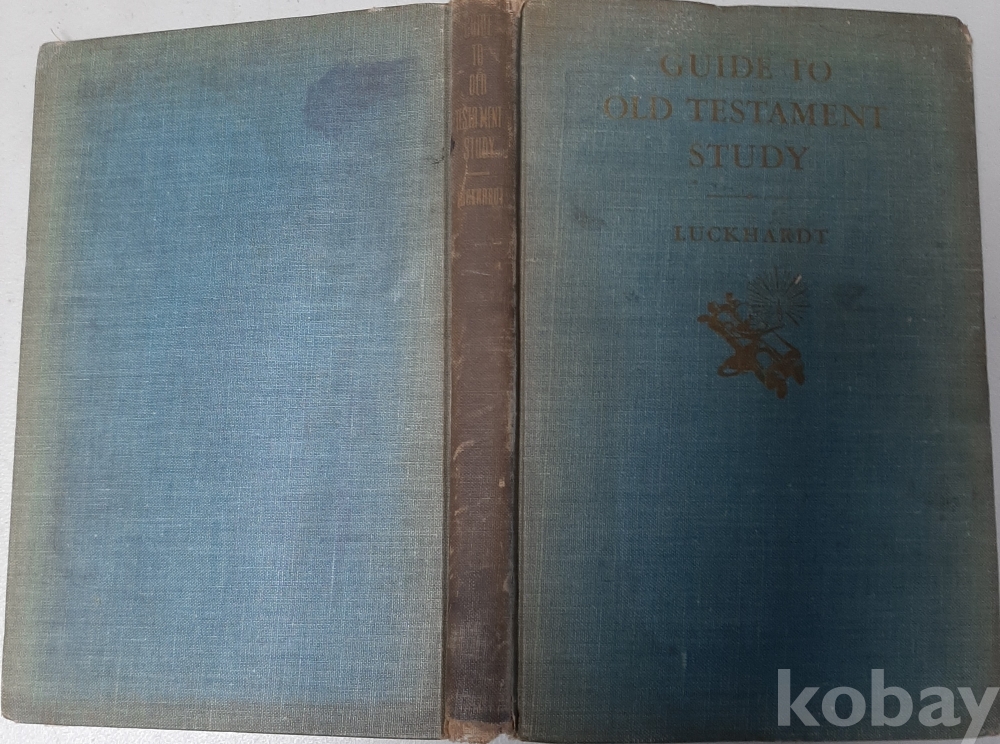 GUIDE
TO
OLD
TESTAMENT
STUDY
LUCKHARDT
GUIDE TO
OLD TESTAMENT
STUDY
LUCKHARDT
kobay